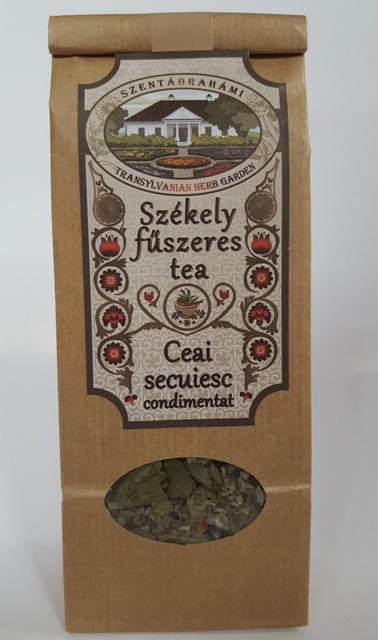 SZENTÁBRAHÁMI
TRANSYLVANIAN HERB GARDEN
Székely
fűszeres
tea
Ceai
secuiesc
condimentat